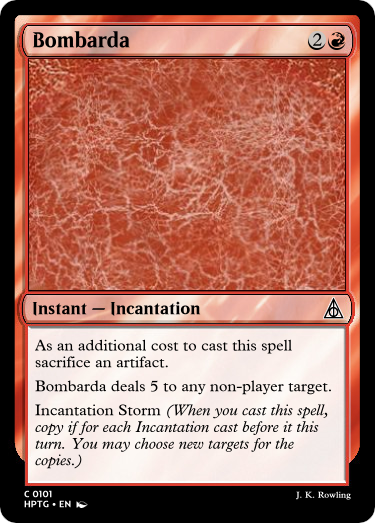 Bombarda
2
Instant — Incantation
As an additional cost to cast this spell
sacrifice an artifact.
Bombarda deals 5 to any non-player target.
Incantation Storm (When you cast this spell,
copy if for each Incantation cast before it this
turn. You may choose new targets for the
copies.)
C 0101
HPTG • EN
J. K. Rowling